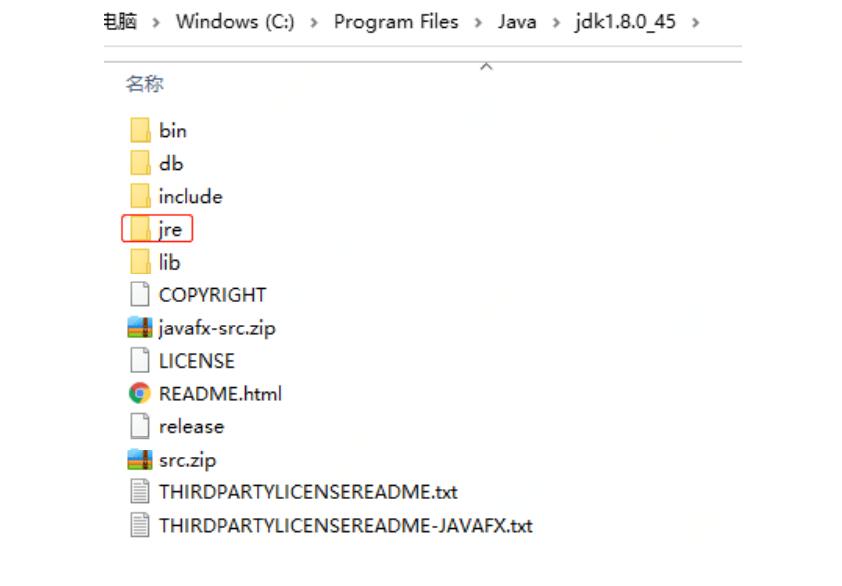 电脑 > Windows (C:) > Program Files > Java > jdk1.8.0_45 >
名称
bin
db
include
jre
lib
COPYRIGHT
javafx-src.zip
LICENSE
README.html
release
src.zip
THIRDPARTYLICENSEREADME.txt
THIRDPARTYLICENSEREADME-JAVAFX.txt